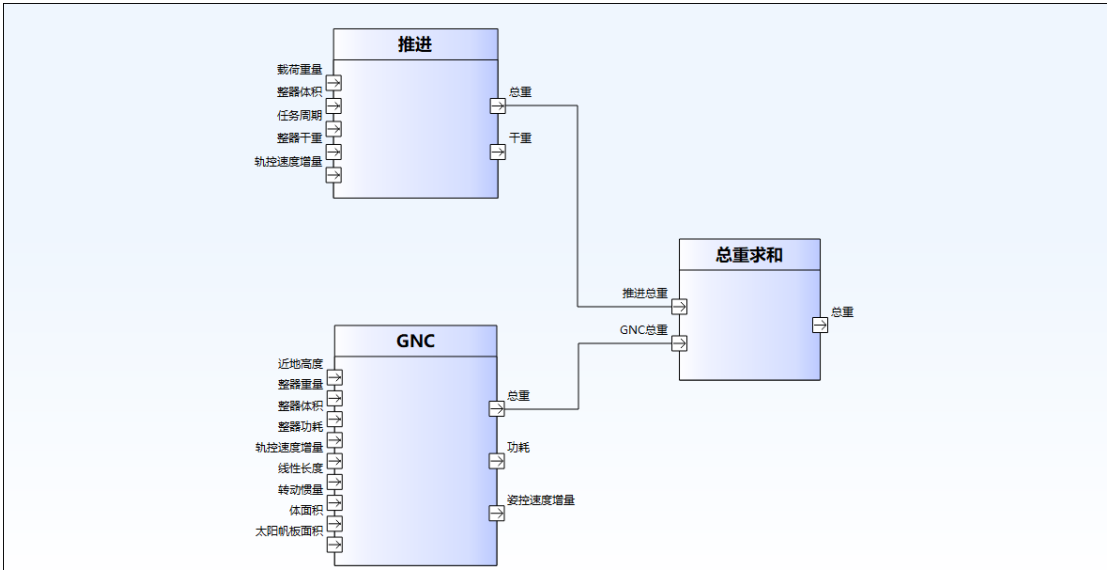 推进
载荷重量
整器体积
任务周期
整器干重
轨控速度增量
总重
干重
总重求和
推进总重
GNC总重
总重
GNC
近地高度
整器重量
整器体积
整器功耗
轨控速度增量
线性长度
转动惯量
体面积
太阳帆板面积
总重
功耗
姿控速度增量